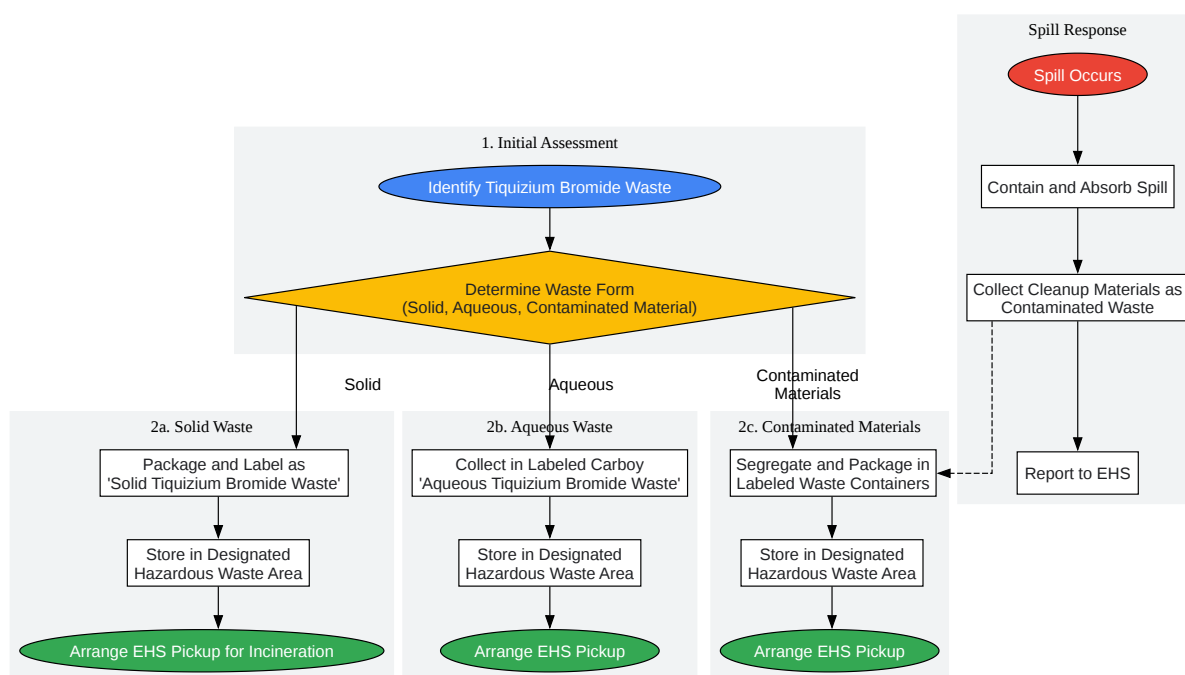 Spill Response
Spill Occurs
Contain and Absorb Spill
Collect Cleanup Materials as
Contaminated Waste
Report to EHS
1. Initial Assessment
Identify Tiquizium Bromide Waste
Determine Waste Form
(Solid, Aqueous, Contaminated Material)
Solid
Aqueous
Contaminated
Materials
2a. Solid Waste
Package and Label as
'Solid Tiquizium Bromide Waste'
Store in Designated
Hazardous Waste Area
Arrange EHS Pickup for Incineration
2b. Aqueous Waste
Collect in Labeled Carboy
'Aqueous Tiquizium Bromide Waste'
Store in Designated
Hazardous Waste Area
Arrange EHS Pickup
2c. Contaminated Materials
Segregate and Package in
Labeled Waste Containers
Store in Designated
Hazardous Waste Area
Arrange EHS Pickup